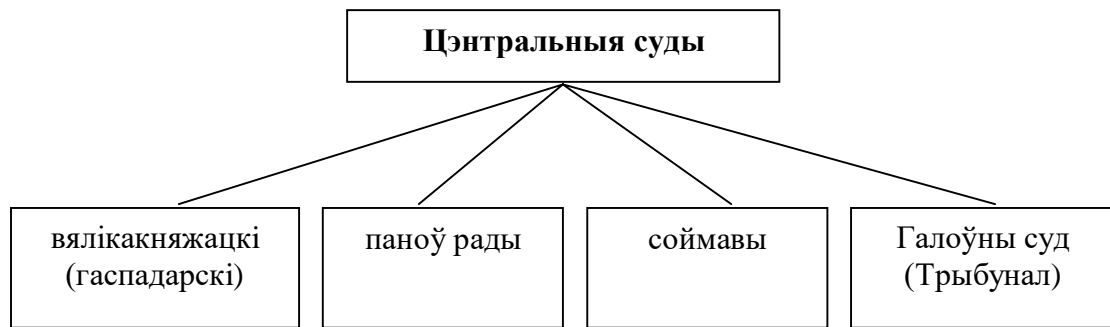 Цэнтральныя суды
вялікакняжацкі
(гаспадарскі)
паноў рады
соймавы
Галоўны суд
(Трыбунал)